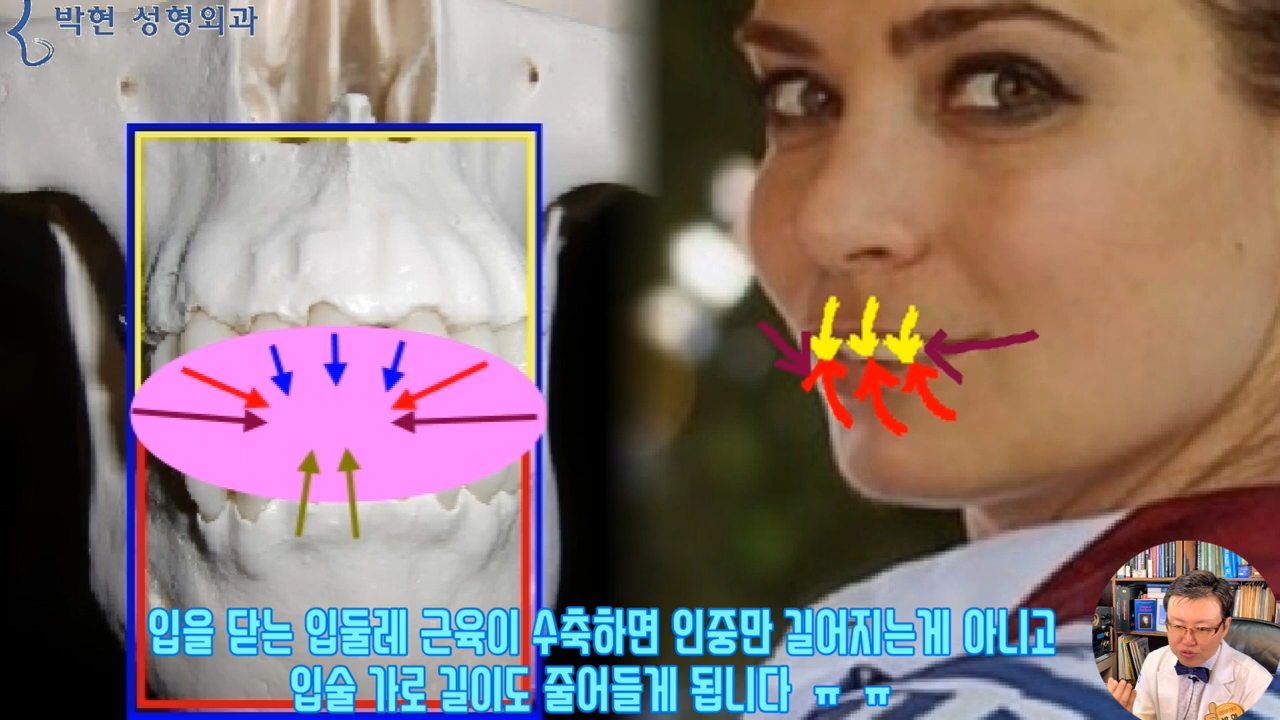 박현 성형외과
입을 닫는 입둘레 근육이 수축하면 인중만 길어지는게 아니고
입술 가로 길이도 줄어들게 됩니다 ㅠ ㅠ